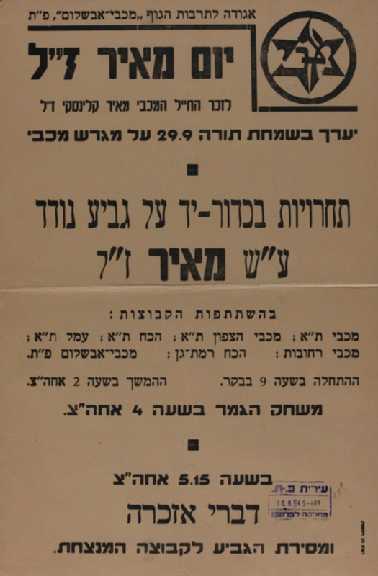 אגודה לתרבות הגוף „מכבי־אבשלום", פ"ת
יום מאיר ז"ל
לזכר החייל המכבי מאיר קלינסקי ז"ל
יערך בשמחת תורה 29.9 על מגרש מכבי
תחרויות בכדור-יד על גביע נודד
ע"ש מאיר ז"ל
בהשתתפות הקבוצות:
מכבי ת"א; מכבי הצפון ת"א; הכח ת"א; עמל ת"א;
מכבי רחובות; הכח רמת־גן; מכבי־אבשלום פ"ת.
ההתחלה בשעה 9 בבקר. ההמשך בשעה 2 אחה"צ.
משחק הגמר בשעה 4 אחה"צ.
בשעה 5.15 אחה"צ
דברי אזכרה
ומסירת הגביע לקבוצה המנצחת.
עירית פ.ת.